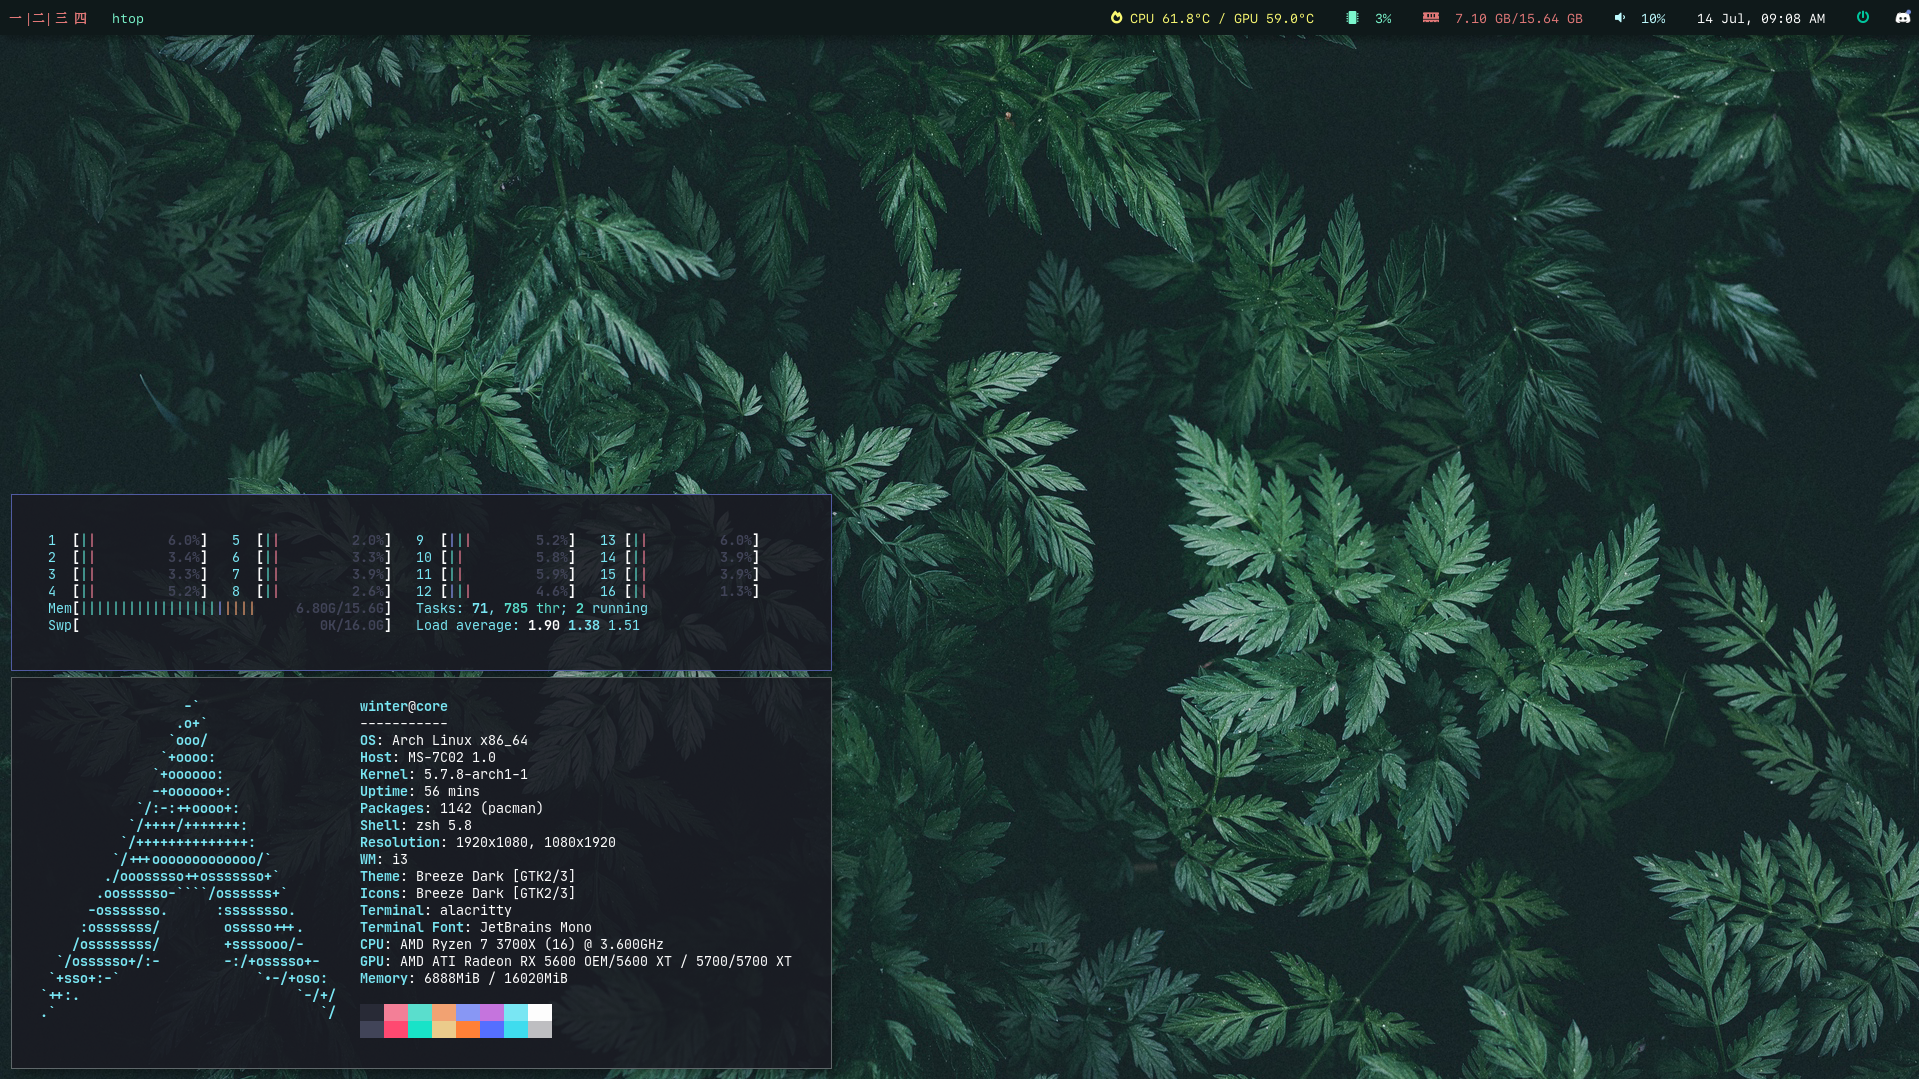 一 |二| 三 四 htop CPU 61.8°C / GPU 59.0°C 3% 7.10 GB/15.64 GB 10% 14 Jul, 09:08 AM
1 [|| 6.0%] 5 [|| 2.0%] 9 [||| 5.2%] 13 [|| 6.0%]
2 [|| 3.4%] 6 [|| 3.3%] 10 [|| 5.8%] 14 [|| 3.9%]
3 [|| 3.3%] 7 [|| 3.9%] 11 [|| 5.9%] 15 [|| 3.9%]
4 [|| 5.2%] 8 [|| 2.6%] 12 [||| 4.6%] 16 [|| 1.3%]
Mem[|||||||||||||||||||||| 6.80G/15.6G] Tasks: 71, 785 thr; 2 running
Swp[ 0K/16.0G] Load average: 1.90 1.38 1.51
-` winter@core
.o+` -----------
`ooo/ OS: Arch Linux x86_64
`+oooo: Host: MS-7C02 1.0
`+oooooo: Kernel: 5.7.8-arch1-1
-+oooooo+: Uptime: 56 mins
`/:-:++oooo+: Packages: 1142 (pacman)
`/++++/+++++++: Shell: zsh 5.8
`/++++++++++++++: Resolution: 1920x1080, 1080x1920
`/+++ooooooooooooo/` WM: i3
./ooosssso++osssssso+` Theme: Breeze Dark [GTK2/3]
.oossssso-````/ossssss+` Icons: Breeze Dark [GTK2/3]
-osssssso. :ssssssso. Terminal: alacritty
:osssssss/ osssso+++. Terminal Font: JetBrains Mono
/ossssssss/ +ssssooo/- CPU: AMD Ryzen 7 3700X (16) @ 3.600GHz
`/ossssso+/:- -:/+osssso+- GPU: AMD ATI Radeon RX 5600 OEM/5600 XT / 5700/5700 XT
`+sso+:-` `.-/+oso: Memory: 6888MiB / 16020MiB
`++:. `-/+/
.` `/